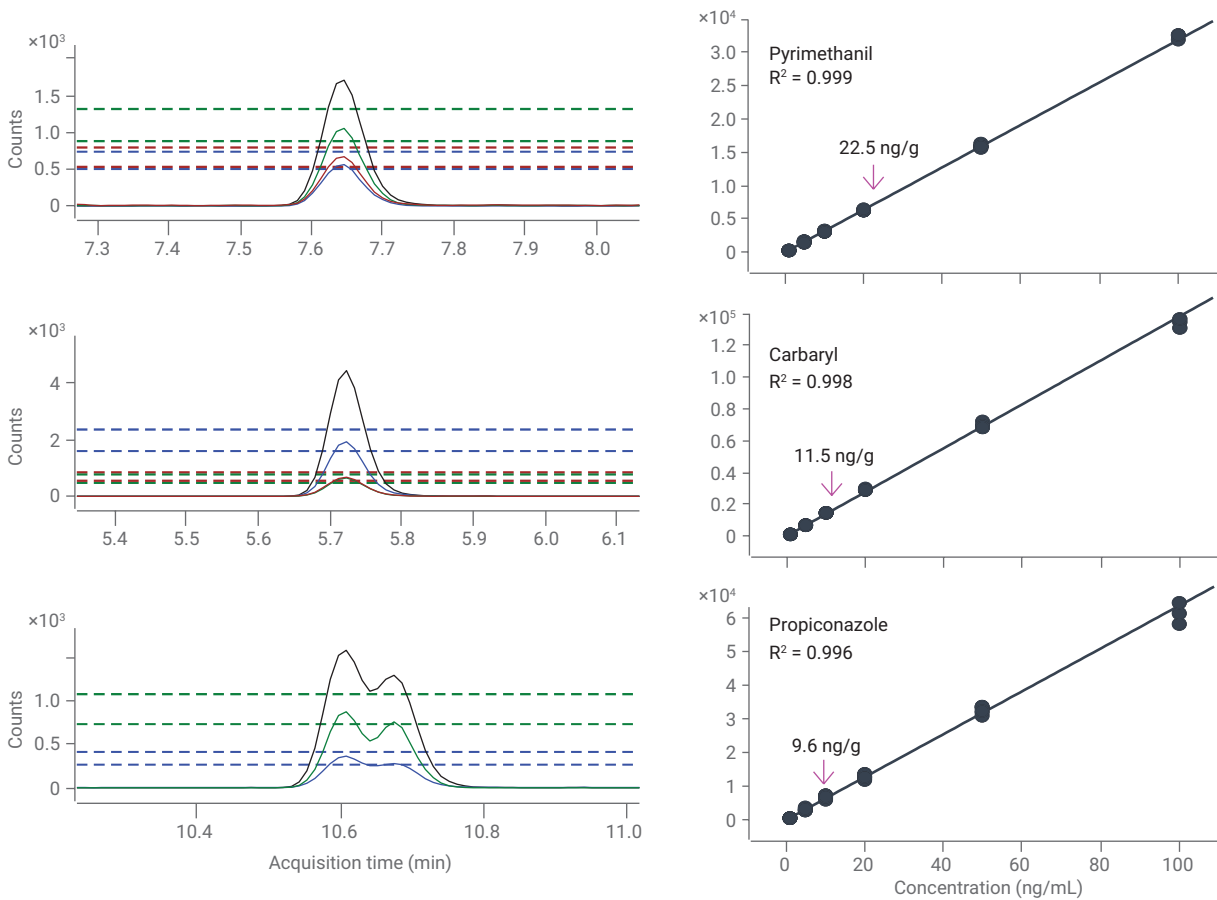 ×10³
Counts
1.5
1.0
0.5
0
7.3 7.4 7.5 7.6 7.7 7.8 7.9 8.0
×10⁴
3.0
2.5
2.0
1.5
1.0
0.5
0
Pyrimethanil
R² = 0.999
22.5 ng/g
×10³
Counts
4
2
0
5.4 5.5 5.6 5.7 5.8 5.9 6.0 6.1
×10⁵
1.2
1.0
0.8
0.6
0.4
0.2
0
Carbaryl
R² = 0.998
11.5 ng/g
×10³
Counts
1.0
0.5
0
10.4 10.6 10.8 11.0
Acquisition time (min)
×10⁴
6
5
4
3
2
1
0
Propiconazole
R² = 0.996
9.6 ng/g
0 20 40 60 80 100
Concentration (ng/mL)